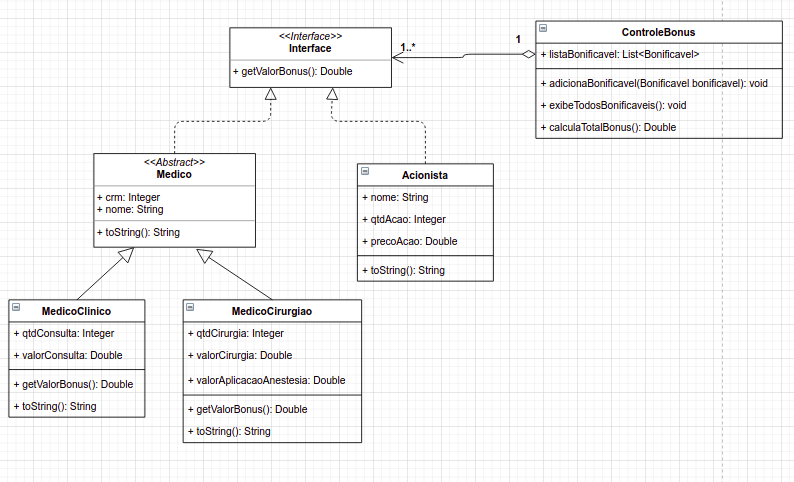 <<Interface>>
Interface
+ getValorBonus(): Double
1..*
1
ControleBonus
+ listaBonificavel: List<Bonificavel>
+ adicionaBonificavel(Bonificavel bonificavel): void
+ exibeTodosBonificaveis(): void
+ calculaTotalBonus(): Double
<<Abstract>>
Medico
+ crm: Integer
+ nome: String
+ toString(): String
Acionista
+ nome: String
+ qtdAcao: Integer
+ precoAcao: Double
+ toString(): String
MedicoClinico
+ qtdConsulta: Integer
+ valorConsulta: Double
+ getValorBonus(): Double
+ toString(): String
MedicoCirurgiao
+ qtdCirurgia: Integer
+ valorCirurgia: Double
+ valorAplicacaoAnestesia: Double
+ getValorBonus(): Double
+ toString(): String